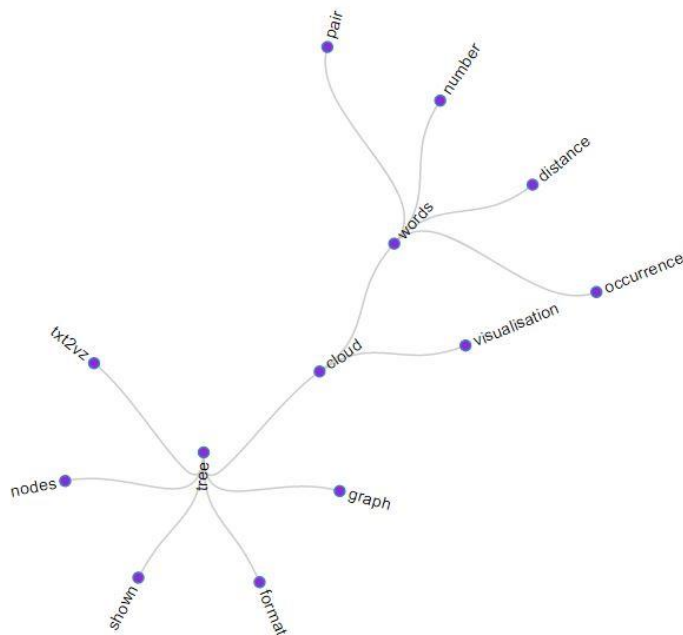 pair
number
distance
words
occurrence
visualisation
cloud
txt2vz
tree
nodes
graph
shown
format